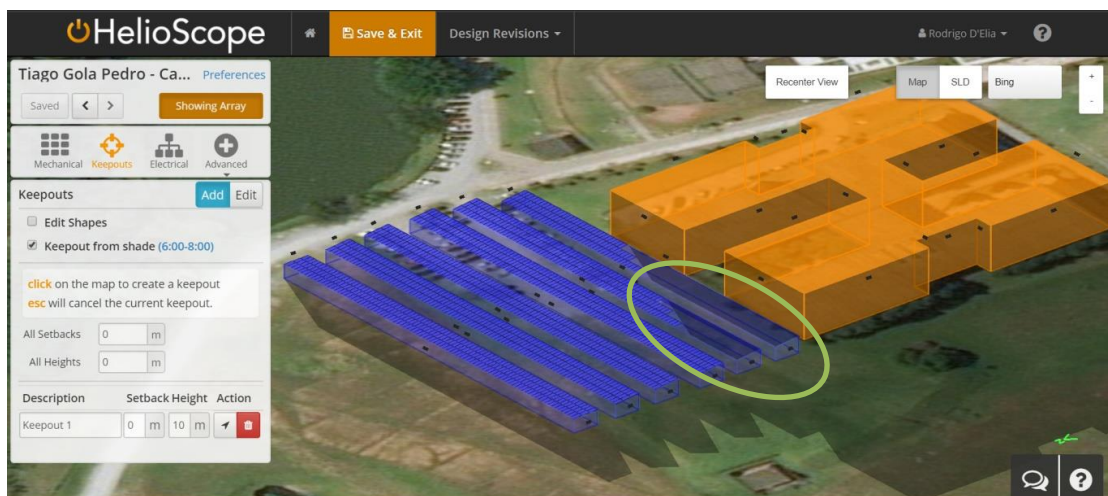 HelioScope
Save & Exit
Design Revisions
Rodrigo D'Elia
?
Tiago Gola Pedro - Ca... Preferences
Saved < > Showing Array
Mechanical Keepouts Electrical Advanced
Keepouts Add Edit
Edit Shapes
Keepout from shade (6:00-8:00)
click on the map to create a keepout
esc will cancel the current keepout.
All Setbacks 0 m
All Heights 0 m
Description Setback Height Action
Keepout 1 0 m 10 m
Recenter View
Map SLD Bing
+
-
?